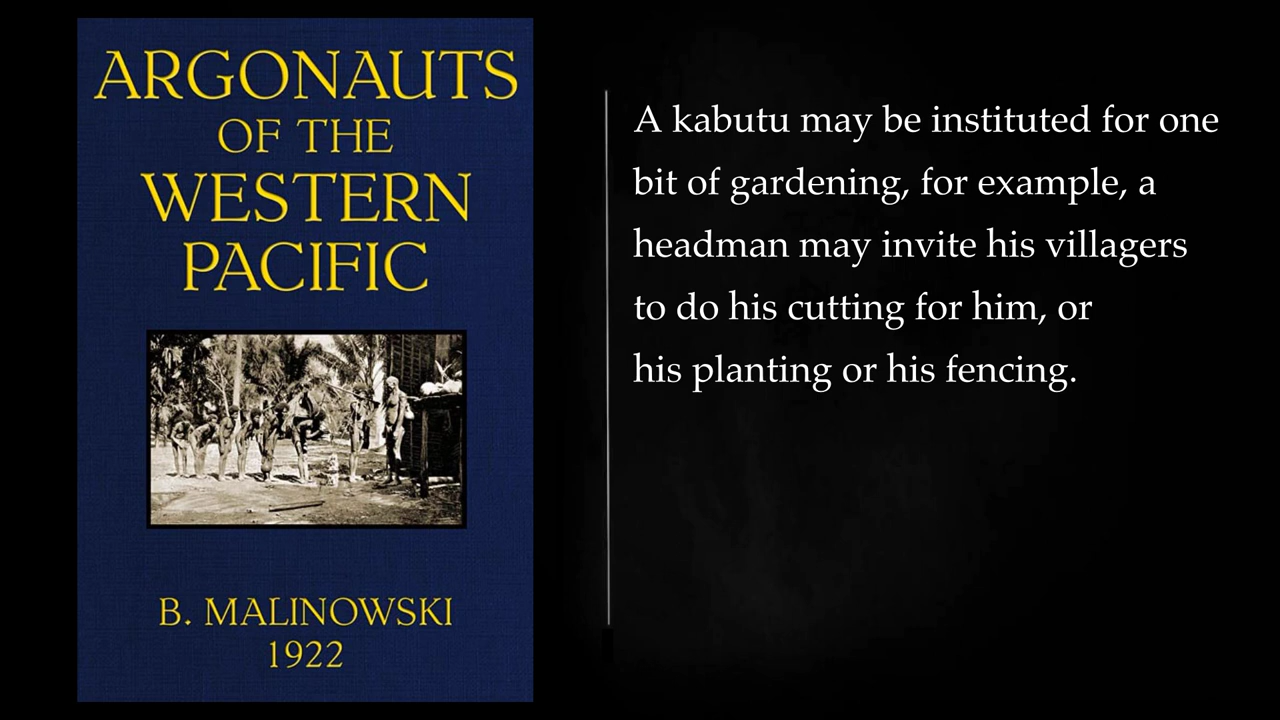 ARGONAUTS
OF THE
WESTERN
PACIFIC
B. MALINOWSKI
1922
A kabutu may be instituted for one
bit of gardening, for example, a
headman may invite his villagers
to do his cutting for him, or
his planting or his fencing.